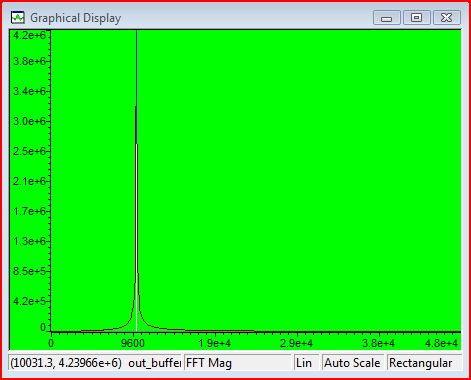 Graphical Display
4.2e+6
3.8e+6
3.4e+6
3.0e+6
2.5e+6
2.1e+6
1.7e+6
1.3e+6
8.5e+5
4.2e+5
0
0 9600 1.9e+4 2.9e+4 3.8e+4 4.8e+4
(10031.3, 4.23966e+6) out_buffer FFT Mag Lin Auto Scale Rectangular